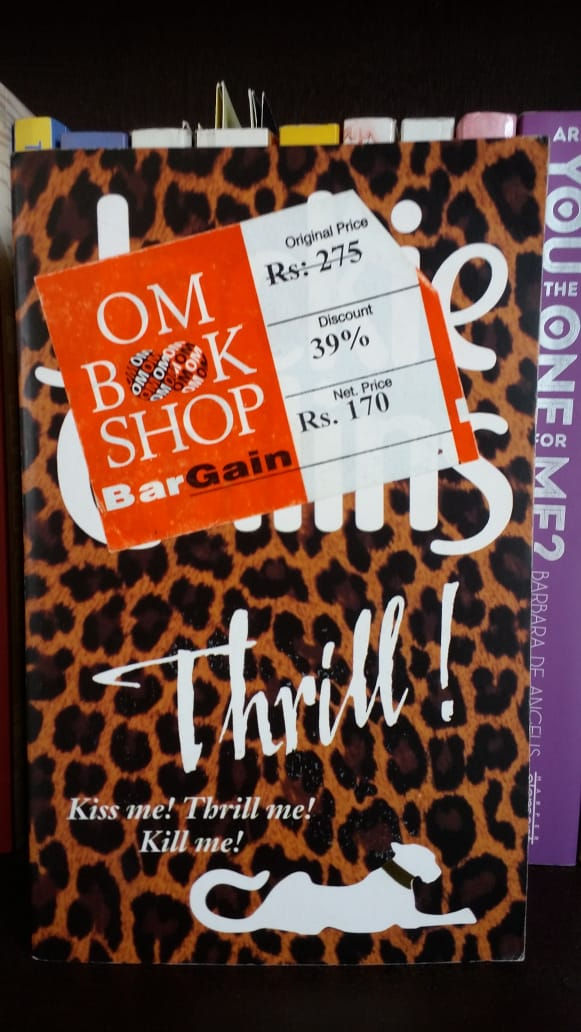 OM
BOOK
SHOP
BarGain
Original Price
Rs: 275
Discount
39%
Net. Price
Rs. 170
Thrill!
Kiss me! Thrill me!
Kill me!
AR
YOU
THE
ONE
FOR
ME?
BARBARA DE ANGELIS